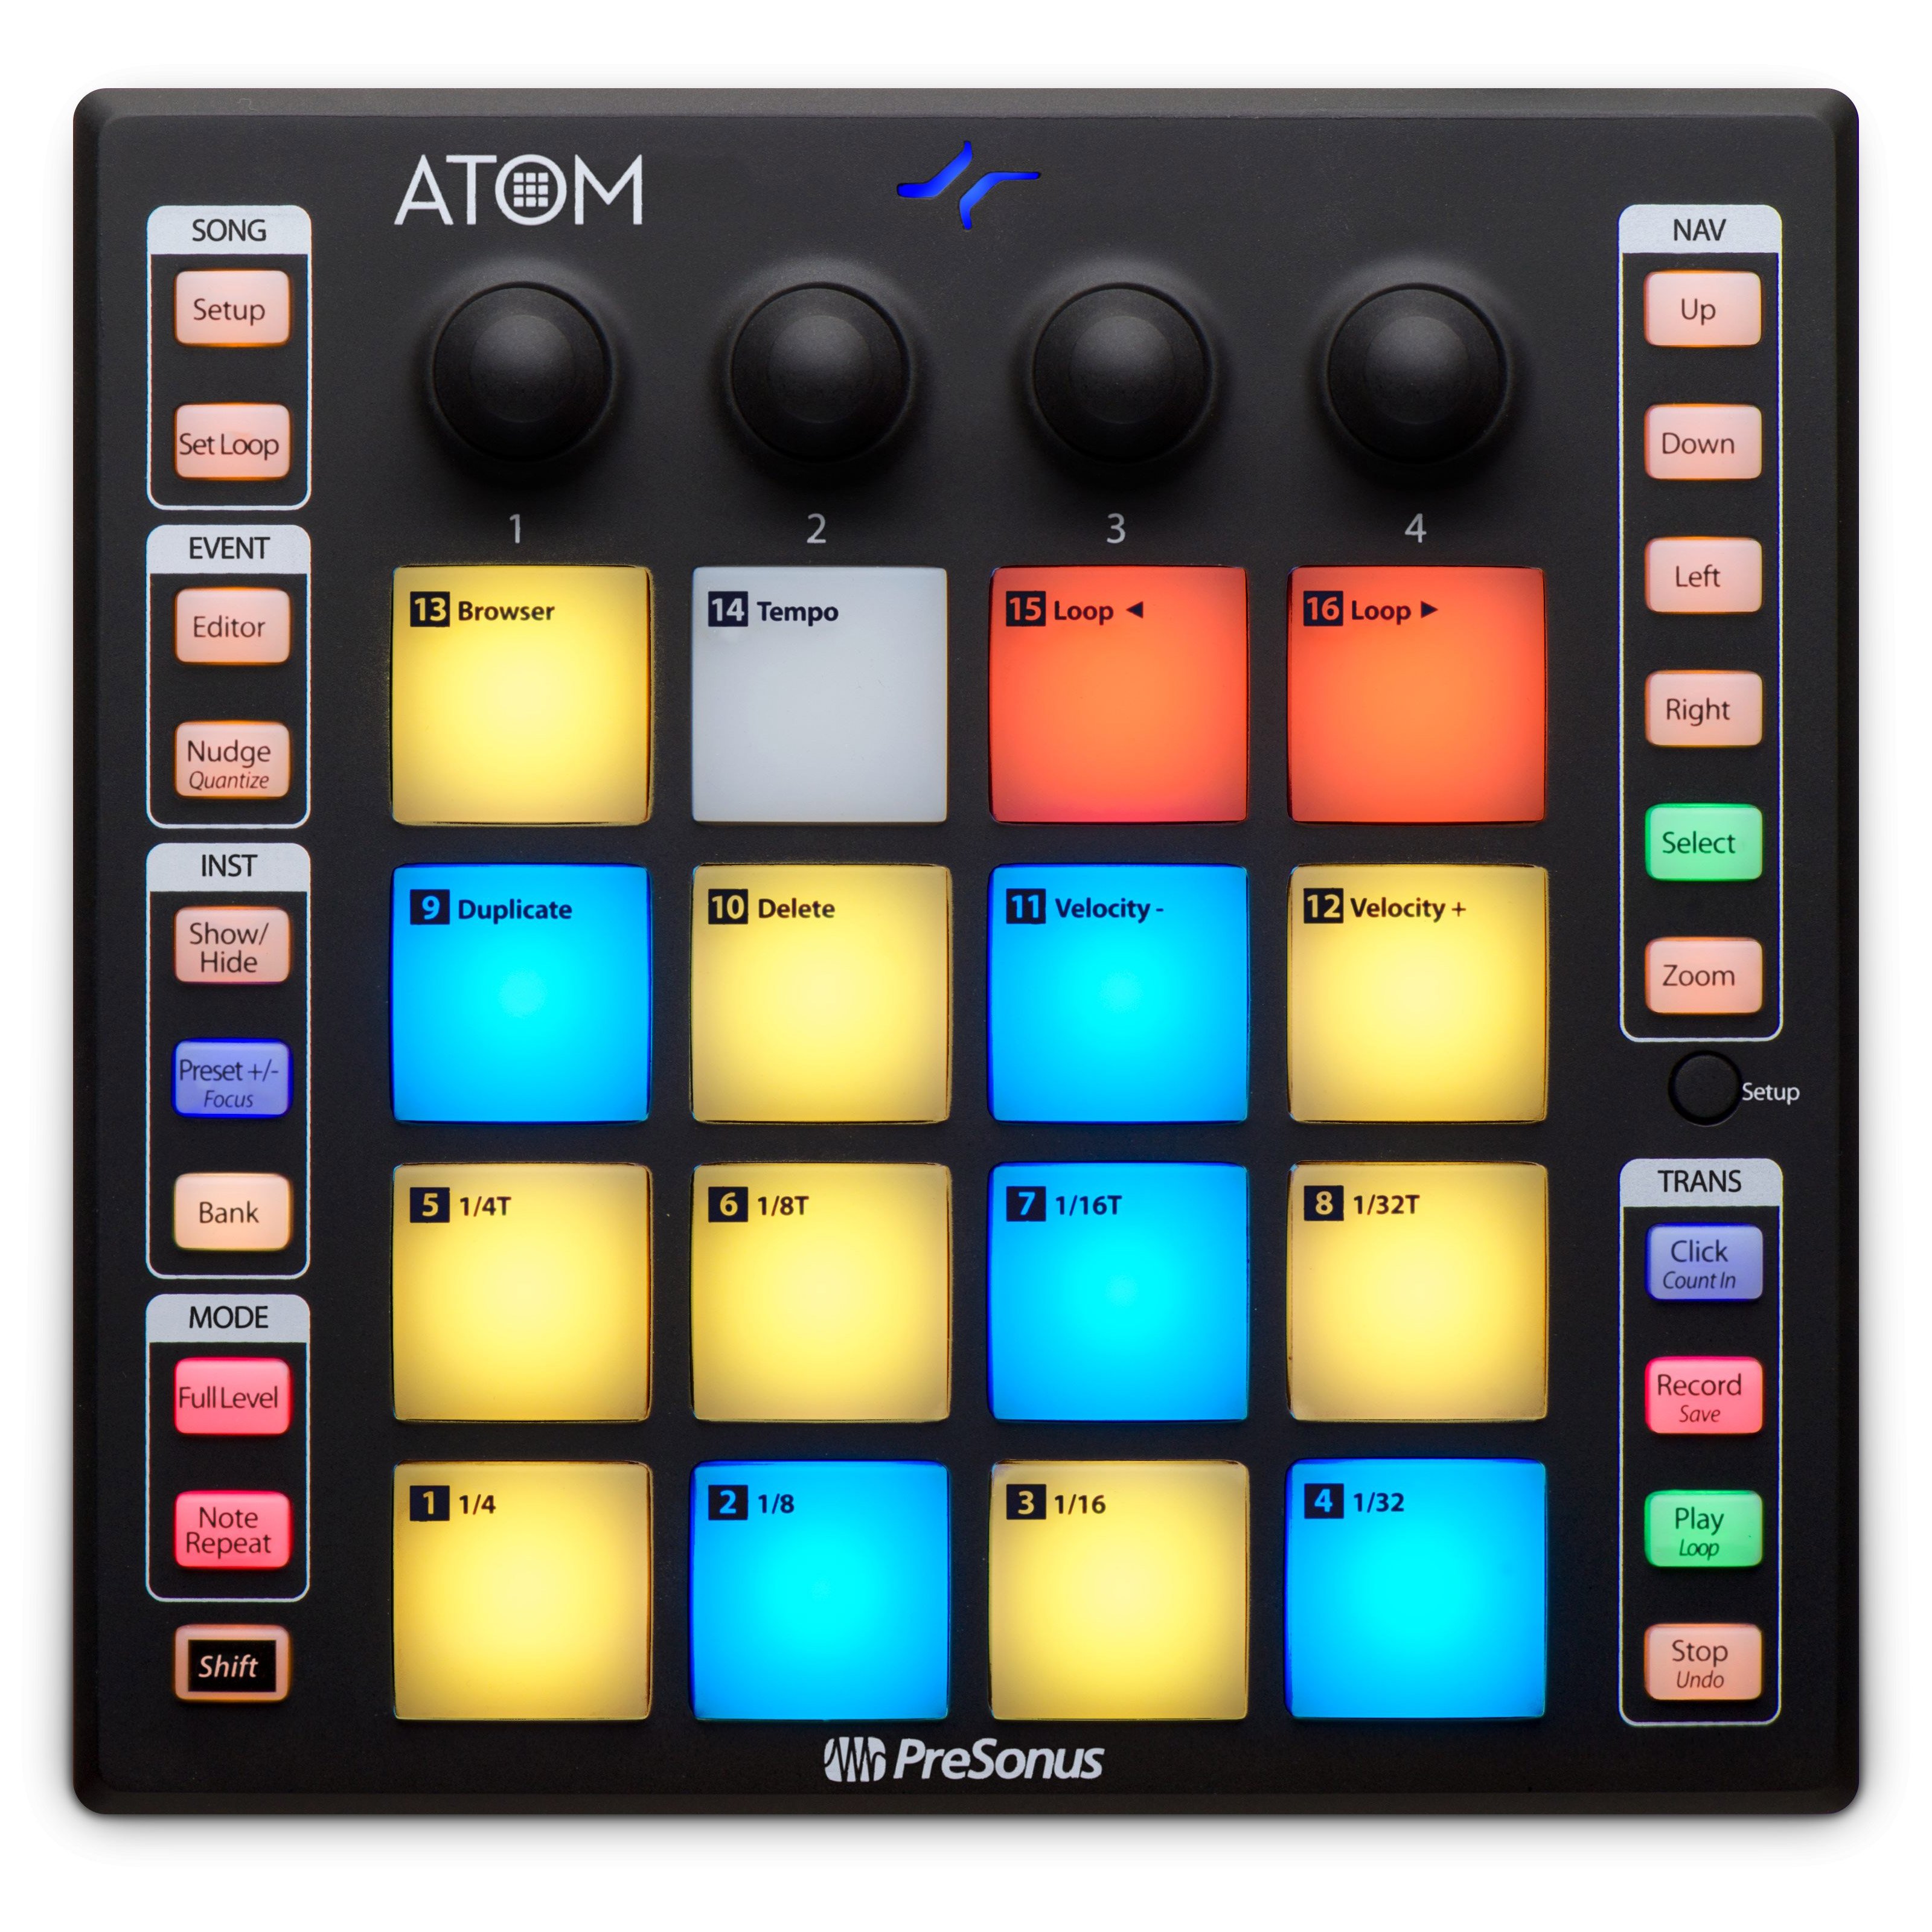 ATOM
SONG
Setup
Set Loop
EVENT
Editor
Nudge
Quantize
INST
Show/
Hide
Preset +/-
Focus
Bank
MODE
Full Level
Note
Repeat
Shift
1 2 3 4
13 Browser
14 Tempo
15 Loop ◀
16 Loop ▶
9 Duplicate
10 Delete
11 Velocity -
12 Velocity +
5 1/4T
6 1/8T
7 1/16T
8 1/32T
1 1/4
2 1/8
3 1/16
4 1/32
PreSonus
NAV
Up
Down
Left
Right
Select
Zoom
Setup
TRANS
Click
Count In
Record
Save
Play
Loop
Stop
Undo